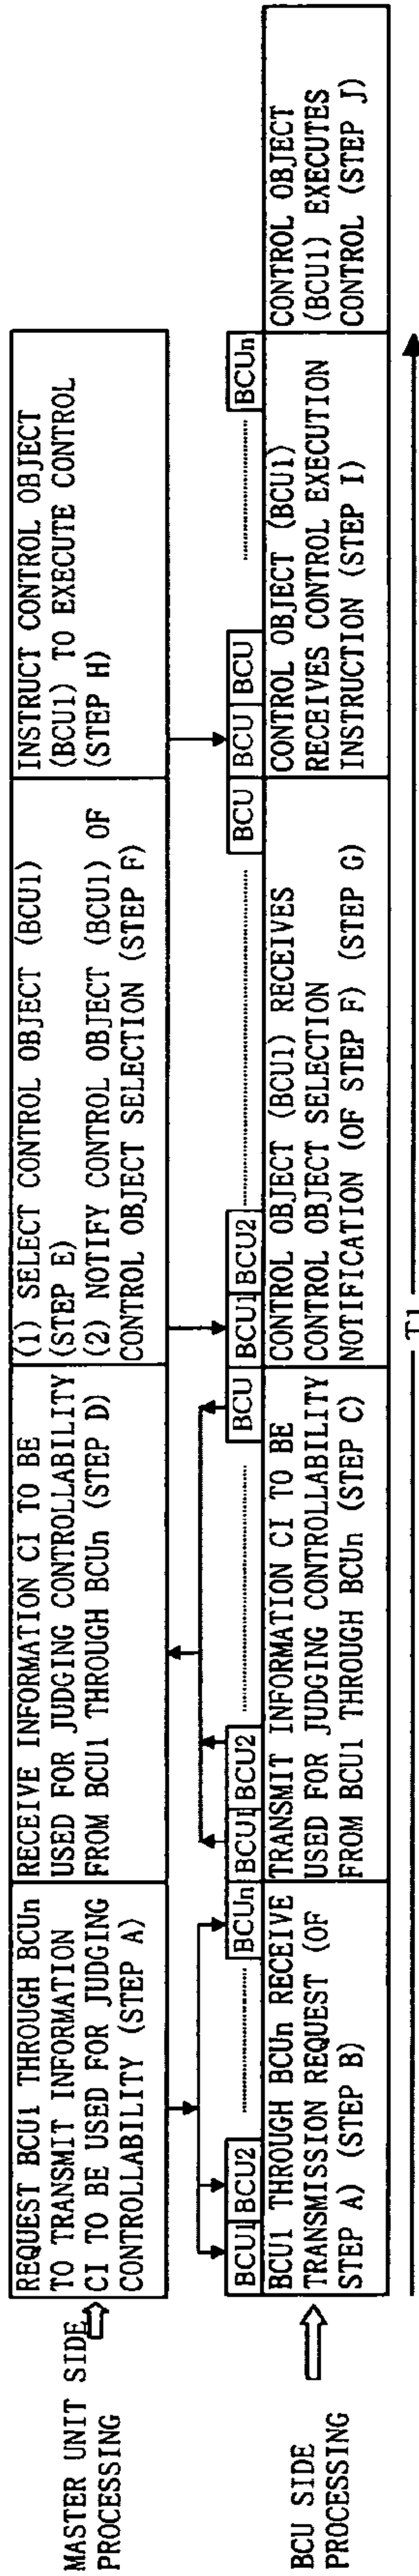 MASTER UNIT SIDE
PROCESSING
REQUEST BCU1 THROUGH BCUn
TO TRANSMIT INFORMATION
CI TO BE USED FOR JUDGING
CONTROLLABILITY (STEP A)
RECEIVE INFORMATION CI TO BE
USED FOR JUDGING CONTROLLABILITY
FROM BCU1 THROUGH BCUn (STEP D)
(1) SELECT CONTROL OBJECT (BCU1)
(STEP E)
(2) NOTIFY CONTROL OBJECT (BCU1) OF
CONTROL OBJECT SELECTION (STEP F)
INSTRUCT CONTROL OBJECT
(BCU1) TO EXECUTE CONTROL
(STEP H)
BCU1 BCU2 BCUn BCU1 BCU2 BCU BCU1 BCU2 BCU BCU BCU BCUn
BCU SIDE
PROCESSING
BCU1 THROUGH BCUn RECEIVE
TRANSMISSION REQUEST (OF
STEP A) (STEP B)
TRANSMIT INFORMATION CI TO BE
USED FOR JUDGING CONTROLLABILITY
FROM BCU1 THROUGH BCUn (STEP C)
CONTROL OBJECT (BCU1) RECEIVES
CONTROL OBJECT SELECTION
NOTIFICATION (OF STEP F) (STEP G)
CONTROL OBJECT (BCU1)
RECEIVES CONTROL EXECUTION
INSTRUCTION (STEP I)
CONTROL OBJECT
(BCU1) EXECUTES
CONTROL (STEP J)
T1